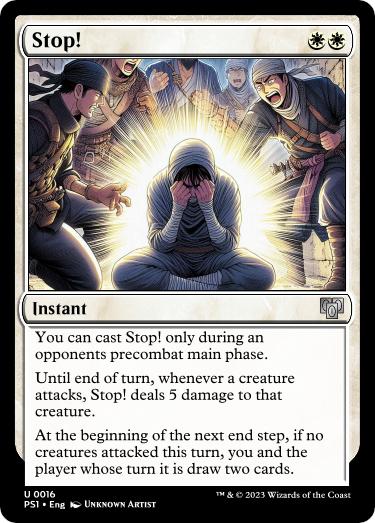 Stop!
Instant
You can cast Stop! only during an
opponents precombat main phase.
Until end of turn, whenever a creature
attacks, Stop! deals 5 damage to that
creature.
At the beginning of the next end step, if no
creatures attacked this turn, you and the
player whose turn it is draw two cards.
U 0016
PS1 • Eng Unknown Artist
™ & © 2023 Wizards of the Coast